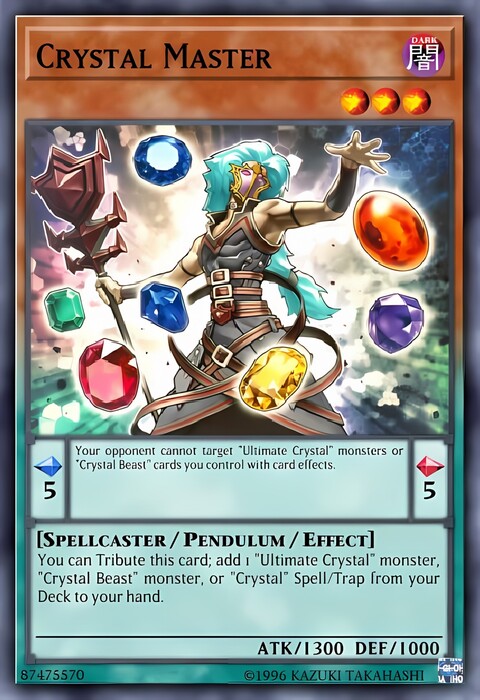 CRYSTAL MASTER
DARK
闇
Your opponent cannot target "Ultimate Crystal" monsters or
"Crystal Beast" cards you control with card effects.
5
5
[SPELLCASTER / PENDULUM / EFFECT]
You can Tribute this card; add 1 "Ultimate Crystal" monster,
"Crystal Beast" monster, or "Crystal" Spell/Trap from your
Deck to your hand.
ATK/1300 DEF/1000
87475570
©1996 KAZUKI TAKAHASHI